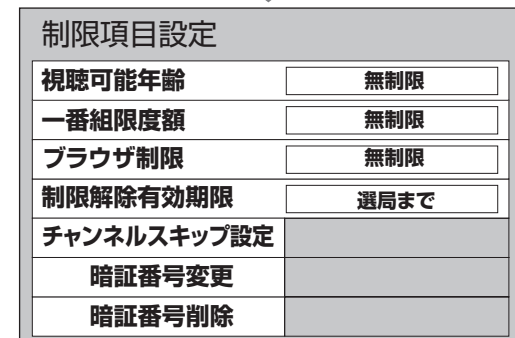 制限項目設定
視聴可能年齢 無制限
一番組限度額 無制限
ブラウザ制限 無制限
制限解除有効期限 選局まで
チャンネルスキップ設定
暗証番号変更
暗証番号削除